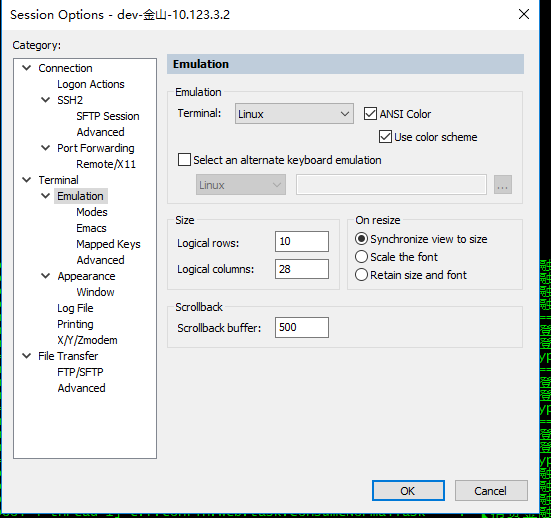 Session Options - dev-金山-10.123.3.2
Category:
Connection
Logon Actions
SSH2
SFTP Session
Advanced
Port Forwarding
Remote/X11
Terminal
Emulation
Modes
Emacs
Mapped Keys
Advanced
Appearance
Window
Log File
Printing
X/Y/Zmodem
File Transfer
FTP/SFTP
Advanced
Emulation
Emulation
Terminal: Linux ANSI Color
Use color scheme
Select an alternate keyboard emulation
Linux ...
Size
Logical rows: 10
Logical columns: 28
On resize
Synchronize view to size
Scale the font
Retain size and font
Scrollback
Scrollback buffer: 500
OK Cancel